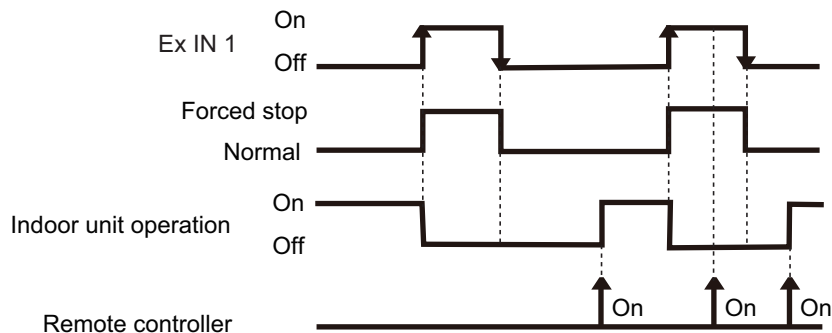 On
Ex IN 1
Off
Forced stop
Normal
On
Indoor unit operation
Off
On On On
Remote controller